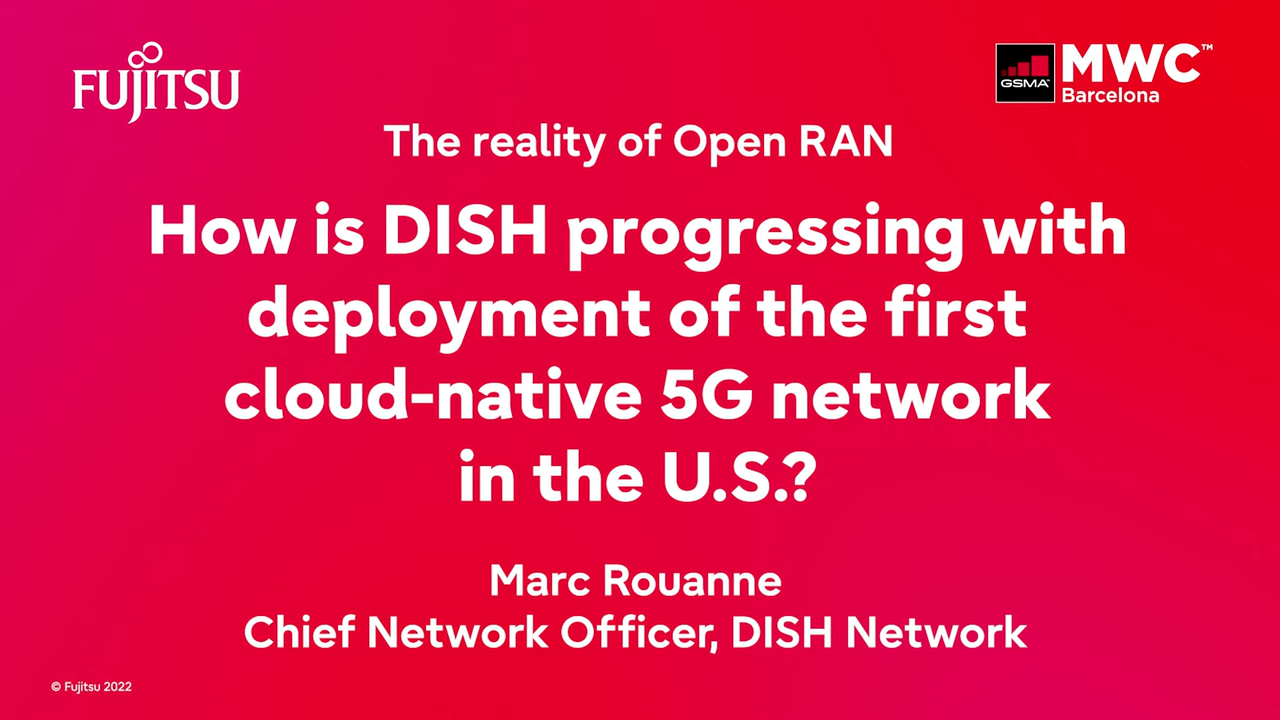 FUJITSU
GSMA
MWC™
Barcelona
The reality of Open RAN
How is DISH progressing with
deployment of the first
cloud-native 5G network
in the U.S.?
Marc Rouanne
Chief Network Officer, DISH Network
© Fujitsu 2022